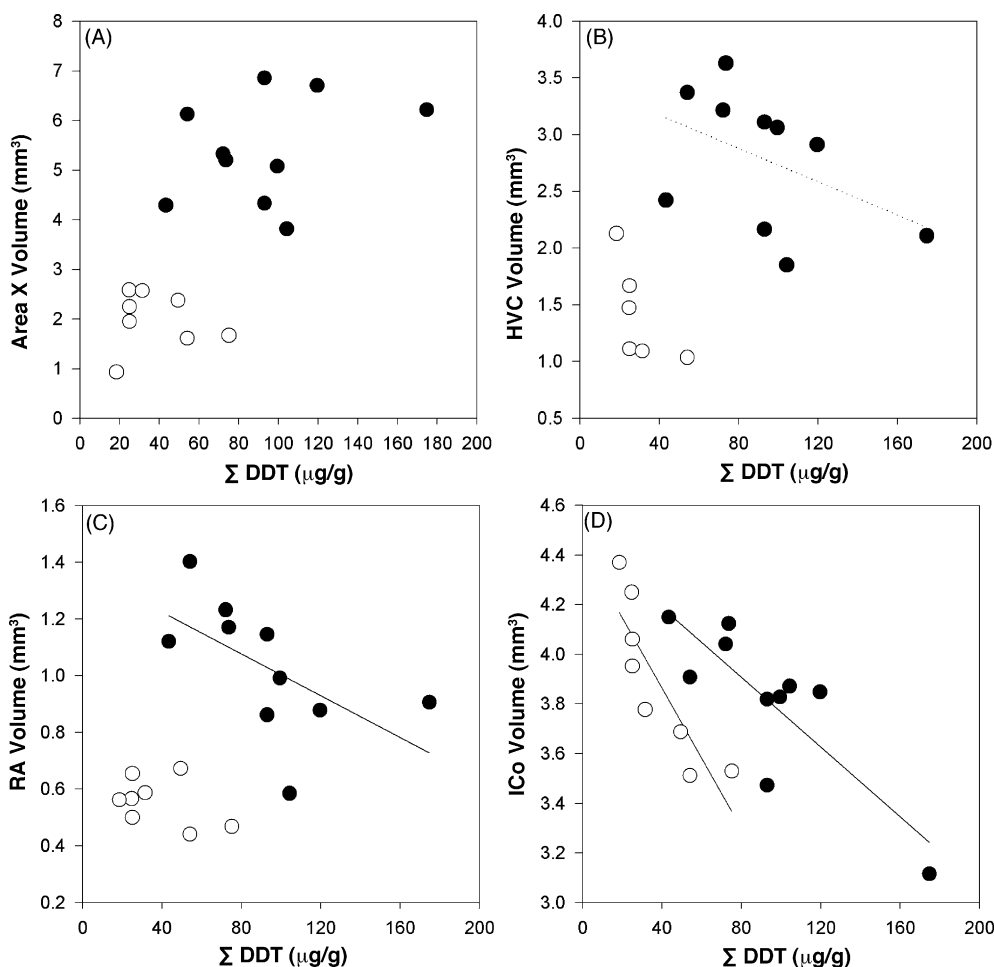 (A)
Area X Volume (mm³)
8
7
6
5
4
3
2
1
0
0 20 40 60 80 100 120 140 160 180 200
∑ DDT (μg/g)
(B)
HVC Volume (mm³)
4.0
3.5
3.0
2.5
2.0
1.5
1.0
0.5
0 40 80 120 160 200
∑ DDT (μg/g)
(C)
RA Volume (mm³)
1.6
1.4
1.2
1.0
0.8
0.6
0.4
0.2
0 40 80 120 160 200
∑ DDT (μg/g)
(D)
ICo Volume (mm³)
4.6
4.4
4.2
4.0
3.8
3.6
3.4
3.2
3.0
0 40 80 120 160 200
∑ DDT (μg/g)